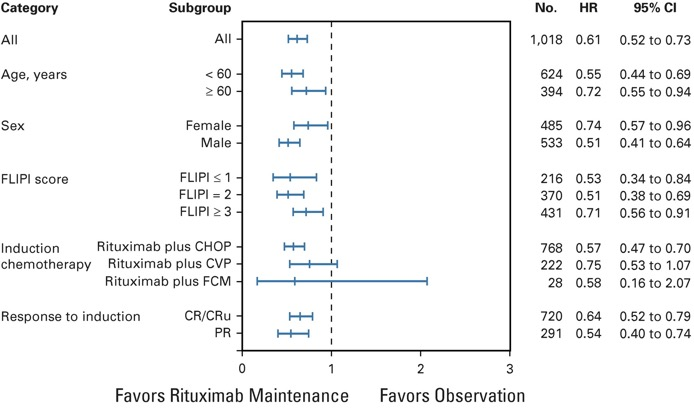 Category Subgroup No. HR 95% CI
All All 1,018 0.61 0.52 to 0.73
Age, years < 60 624 0.55 0.44 to 0.69
≥ 60 394 0.72 0.55 to 0.94
Sex Female 485 0.74 0.57 to 0.96
Male 533 0.51 0.41 to 0.64
FLIPI score FLIPI ≤ 1 216 0.53 0.34 to 0.84
FLIPI = 2 370 0.51 0.38 to 0.69
FLIPI ≥ 3 431 0.71 0.56 to 0.91
Induction Rituximab plus CHOP 768 0.57 0.47 to 0.70
chemotherapy Rituximab plus CVP 222 0.75 0.53 to 1.07
Rituximab plus FCM 28 0.58 0.16 to 2.07
Response to induction CR/CRu 720 0.64 0.52 to 0.79
PR 291 0.54 0.40 to 0.74
0 1 2 3
Favors Rituximab Maintenance Favors Observation